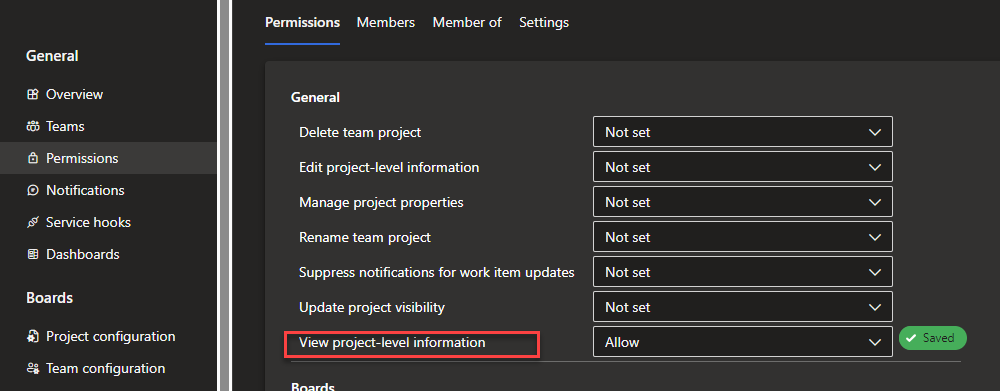 General
Overview
Teams
Permissions
Notifications
Service hooks
Dashboards
Boards
Project configuration
Team configuration
Permissions Members Member of Settings
General
Delete team project Not set
Edit project-level information Not set
Manage project properties Not set
Rename team project Not set
Suppress notifications for work item updates Not set
Update project visibility Not set
View project-level information Allow Saved
Boards